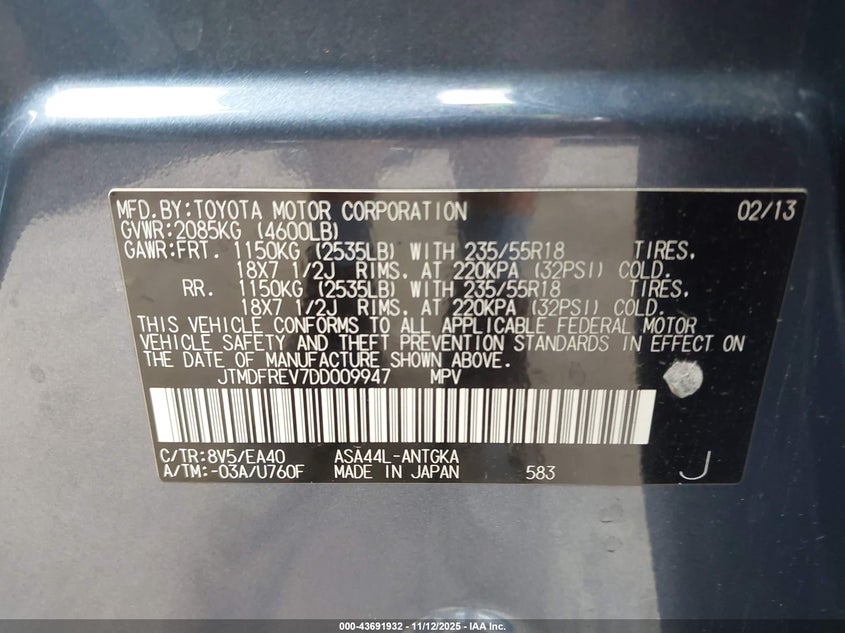 MFD.BY:TOYOTA MOTOR CORPORATION 02/13
GVWR:2085KG (4600LB)
GAWR:FRT. 1150KG (2535LB) WITH 235/55R18 TIRES,
18X7 1/2J RIMS. AT 220KPA (32PSI) COLD.
RR. 1150KG (2535LB) WITH 235/55R18 TIRES,
18X7 1/2J RIMS. AT 220KPA (32PSI) COLD.
THIS VEHICLE CONFORMS TO ALL APPLICABLE FEDERAL MOTOR
VEHICLE SAFETY AND THEFT PREVENTION STANDARDS IN EFFECT ON
THE DATE OF MANUFACTURE SHOWN ABOVE.
JTMDFREV7DD009947 MPV
C/TR:8V5/EA40 ASA44L-ANTGKA
A/TM:-03A/U760F MADE IN JAPAN 583 J
000-43691932 - 11/12/2025 - IAA Inc.